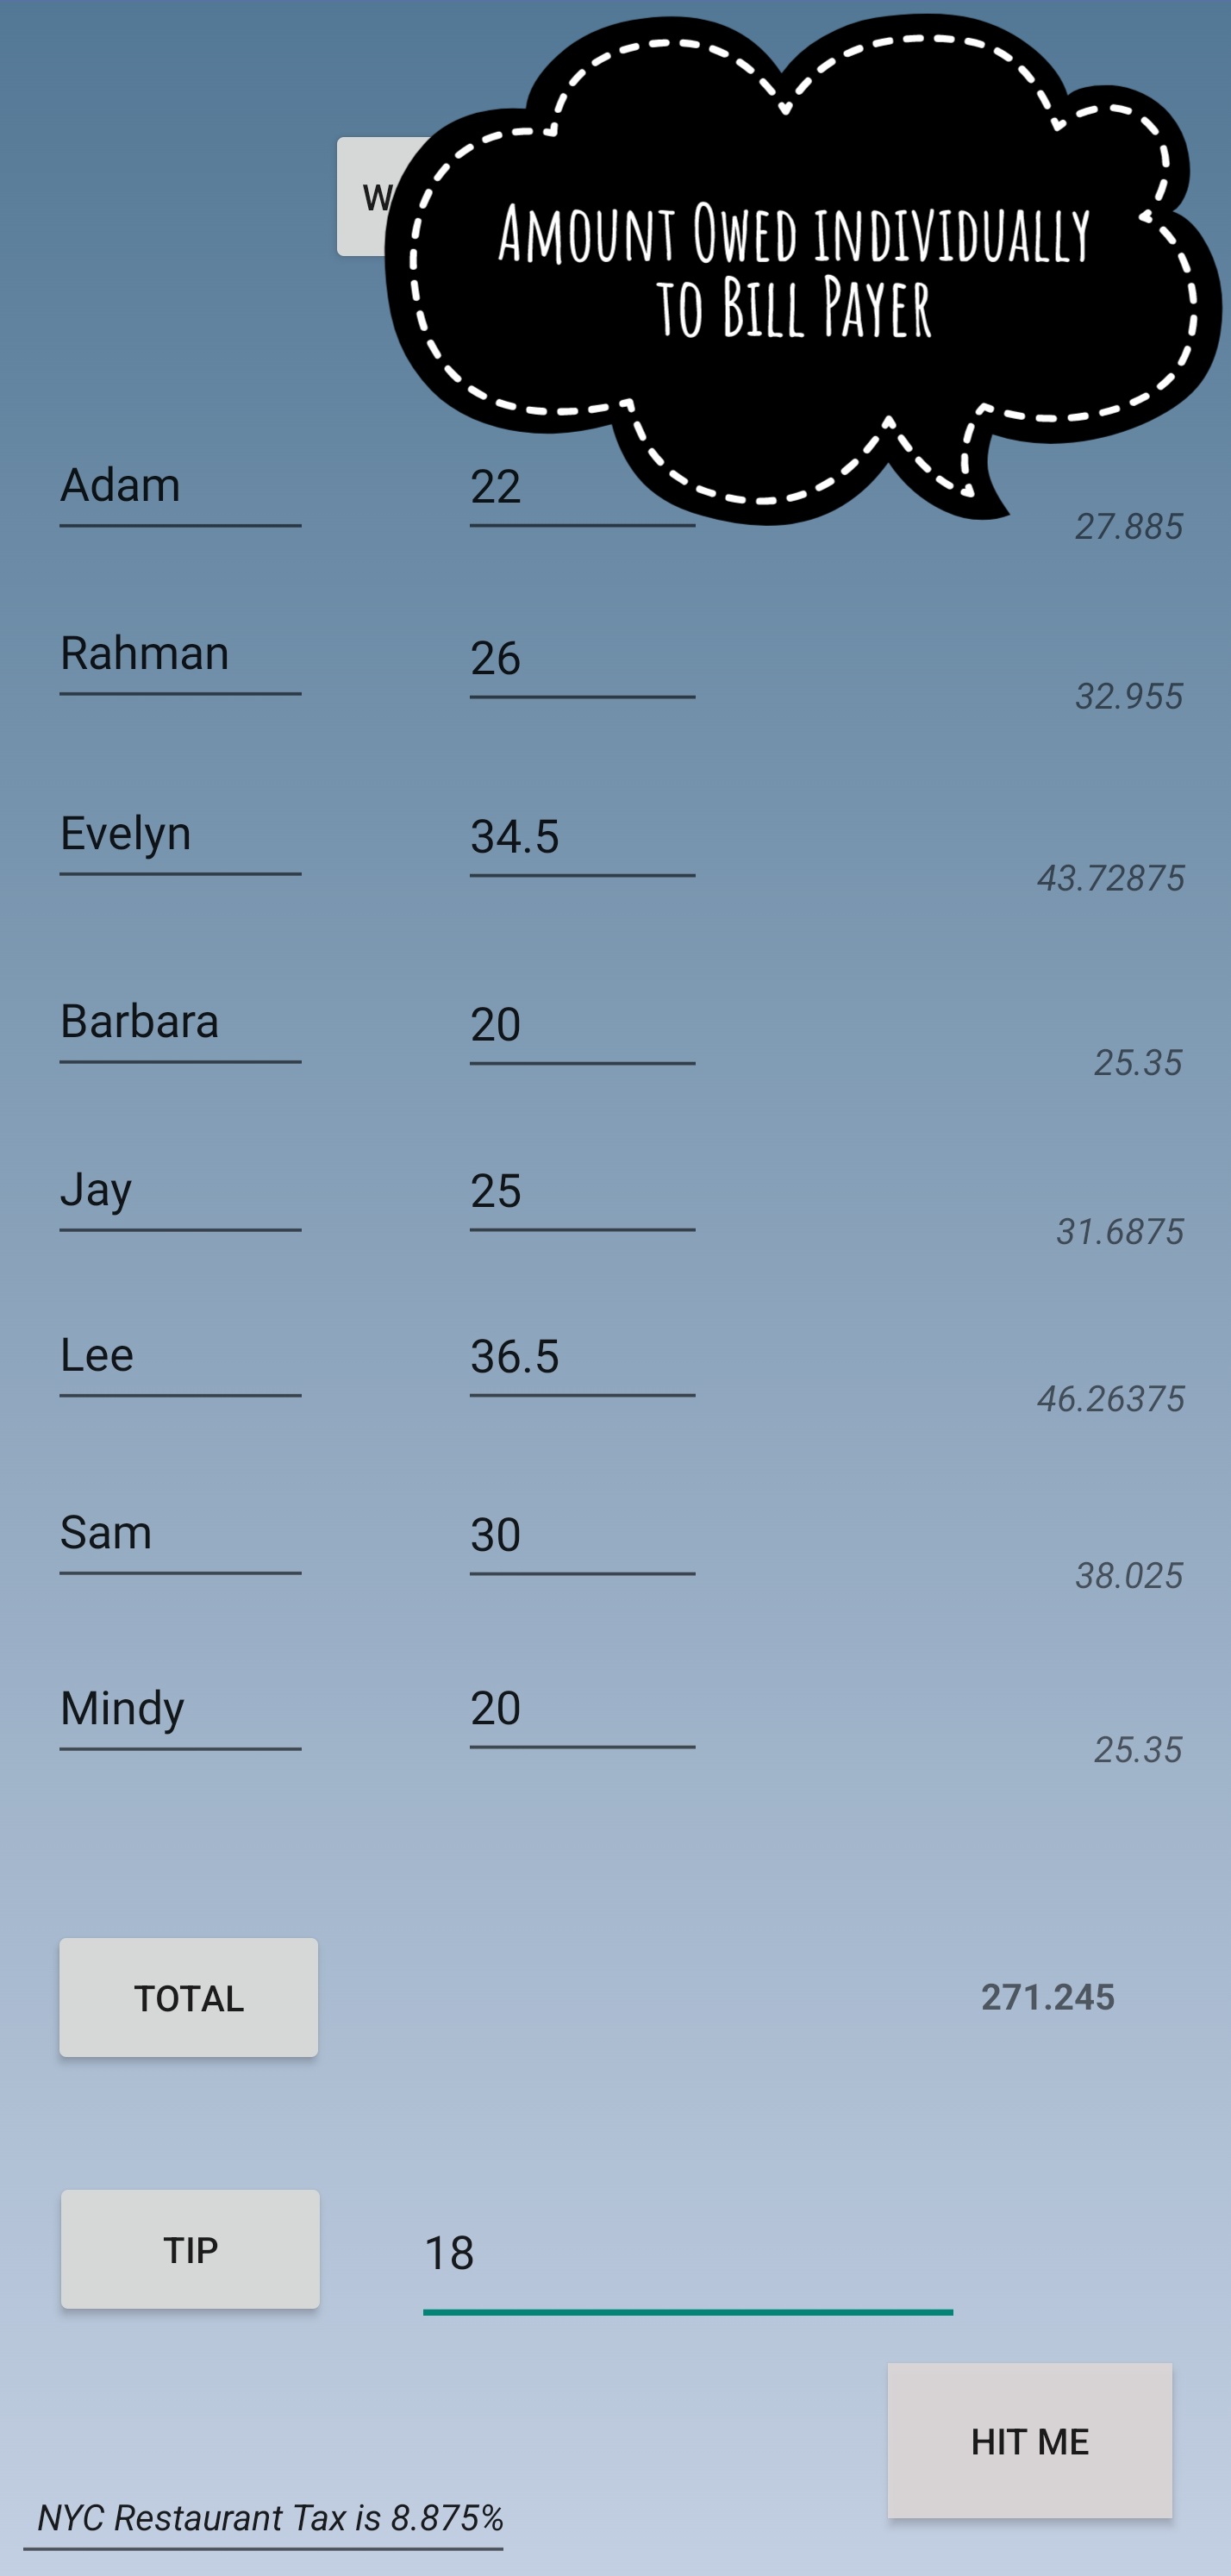 W
Amount Owed individually
to Bill Payer
Adam 22 27.885
Rahman 26 32.955
Evelyn 34.5 43.72875
Barbara 20 25.35
Jay 25 31.6875
Lee 36.5 46.26375
Sam 30 38.025
Mindy 20 25.35
TOTAL 271.245
TIP 18
HIT ME
NYC Restaurant Tax is 8.875%